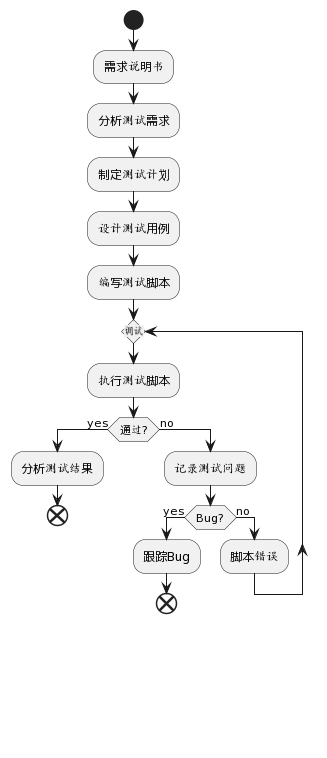 需求说明书
分析测试需求
制定测试计划
设计测试用例
编写测试脚本
调试
执行测试脚本
yes
通过?
no
分析测试结果
记录测试问题
yes
Bug?
no
跟踪Bug
脚本错误